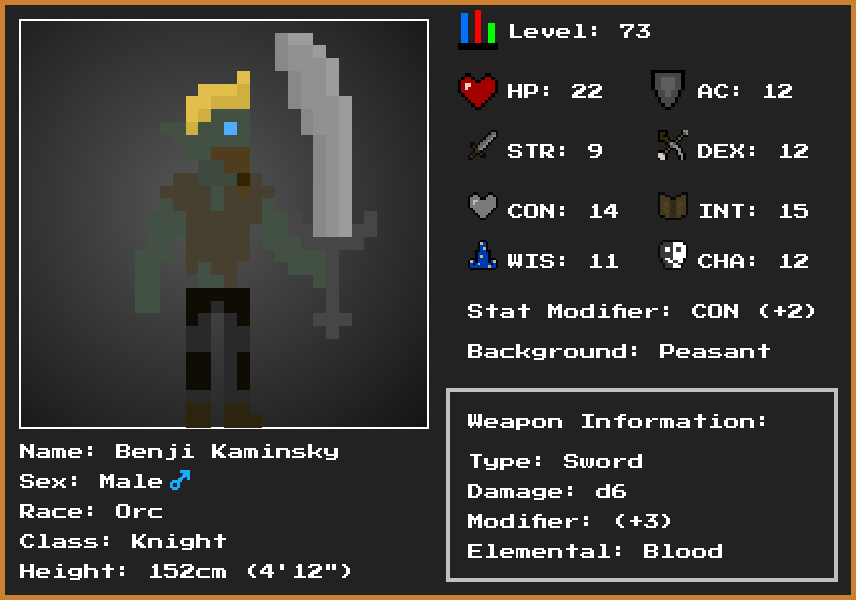 Level: 73
HP: 22 AC: 12
STR: 9 DEX: 12
CON: 14 INT: 15
WIS: 11 CHA: 12
Stat Modifier: CON (+2)
Background: Peasant
Weapon Information:
Type: Sword
Damage: d6
Modifier: (+3)
Elemental: Blood
Name: Benji Kaminsky
Sex: Male ♂
Race: Orc
Class: Knight
Height: 152cm (4'12")